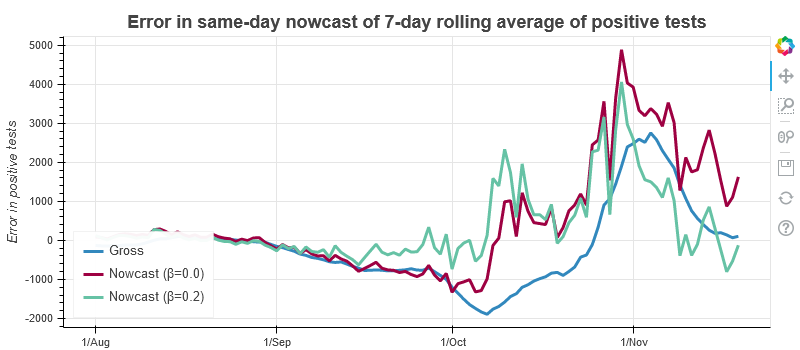 Error in same-day nowcast of 7-day rolling average of positive tests
Error in positive tests
5000
4000
3000
2000
1000
0
-1000
-2000
Gross
Nowcast (β=0.0)
Nowcast (β=0.2)
1/Aug
1/Sep
1/Oct
1/Nov